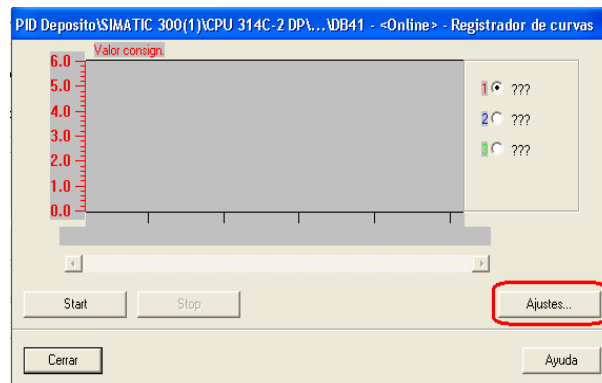 PID Deposito\SIMATIC 300(1)\CPU 314C-2 DP\...\DB41 - <Online> - Registrador de curvas
Valor consign.
6.0
5.0
4.0
3.0
2.0
1.0
0.0
1 ???
2 ???
3 ???
Start
Stop
Ajustes...
Cerrar
Ayuda